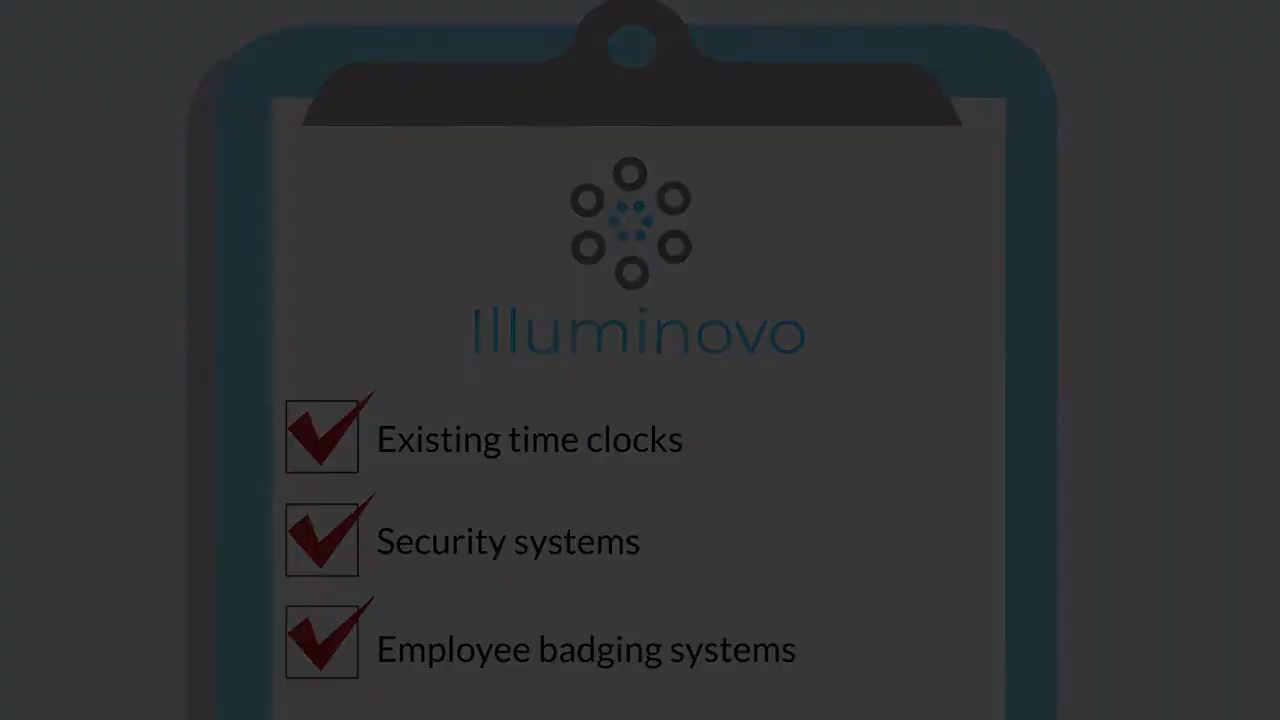 Illuminovo
Existing time clocks
Security systems
Employee badging systems